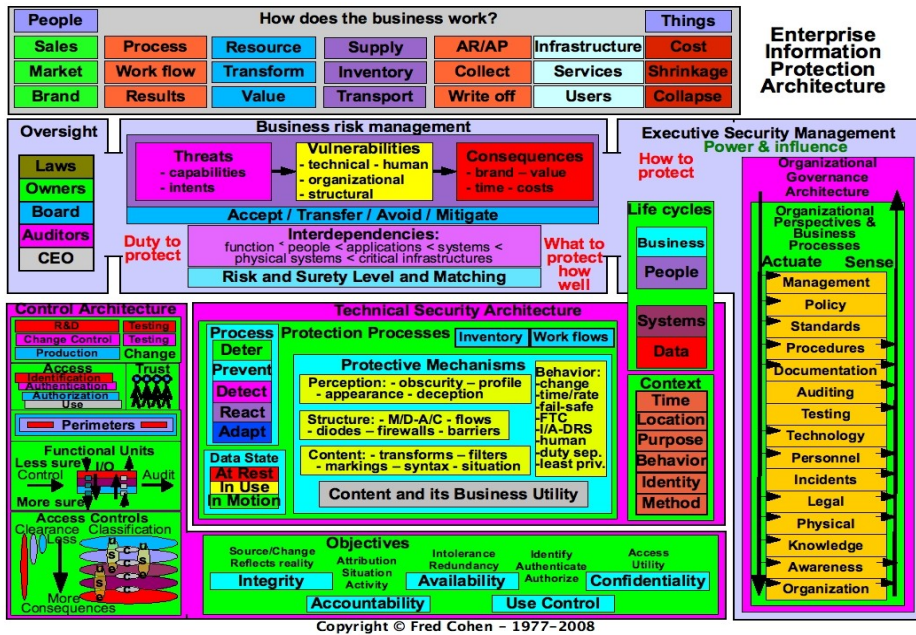 People
How does the business work?
Things
Sales Process Resource Supply AR/AP Infrastructure Cost
Market Work flow Transform Inventory Collect Services Shrinkage
Brand Results Value Transport Write off Users Collapse
Enterprise
Information
Protection
Architecture
Oversight
Laws
Owners
Board
Auditors
CEO
Business risk management
Threats
- capabilities
- intents
Vulnerabilities
- technical - human
- organizational
- structural
Consequences
- brand – value
- time - costs
Accept / Transfer / Avoid / Mitigate
Duty to
protect
Interdependencies:
function < people < applications < systems <
physical systems < critical infrastructures
Risk and Surety Level and Matching
What to
protect
how
well
Executive Security Management
Power & influence
How to
protect
Life cycles
Business
People
Systems
Data
Organizational
Governance
Architecture
Organizational
Perspectives &
Business
Processes
Actuate Sense
Management
Policy
Standards
Procedures
Documentation
Auditing
Testing
Technology
Personnel
Incidents
Legal
Physical
Knowledge
Awareness
Organization
Control Architecture
R&D Testing
Change Control Testing
Production Change
Access Trust
Identification
Authentication
Authorization
Use
Perimeters
Functional Units
Less sure I/O
Control Audit
More sure
Access Controls
Clearance Classification
Less
More
Consequences
Technical Security Architecture
Process
Deter
Prevent
Detect
React
Adapt
Data State
At Rest
In Use
In Motion
Protection Processes Inventory Work flows
Protective Mechanisms
Perception: - obscurity – profile
- appearance - deception
Structure: - M/D-A/C - flows
- diodes – firewalls - barriers
Content: - transforms – filters
- markings – syntax - situation
Behavior:
-change
-time/rate
-fail-safe
-FTC
-I/A-DRS
-human
-duty sep.
-least priv.
Content and its Business Utility
Context
Time
Location
Purpose
Behavior
Identity
Method
Objectives
Source/Change
Reflects reality
Integrity
Attribution
Situation
Activity
Accountability
Intolerance
Redundancy
Availability
Identify
Authenticate
Authorize
Use Control
Access
Utility
Confidentiality
Copyright © Fred Cohen - 1977-2008